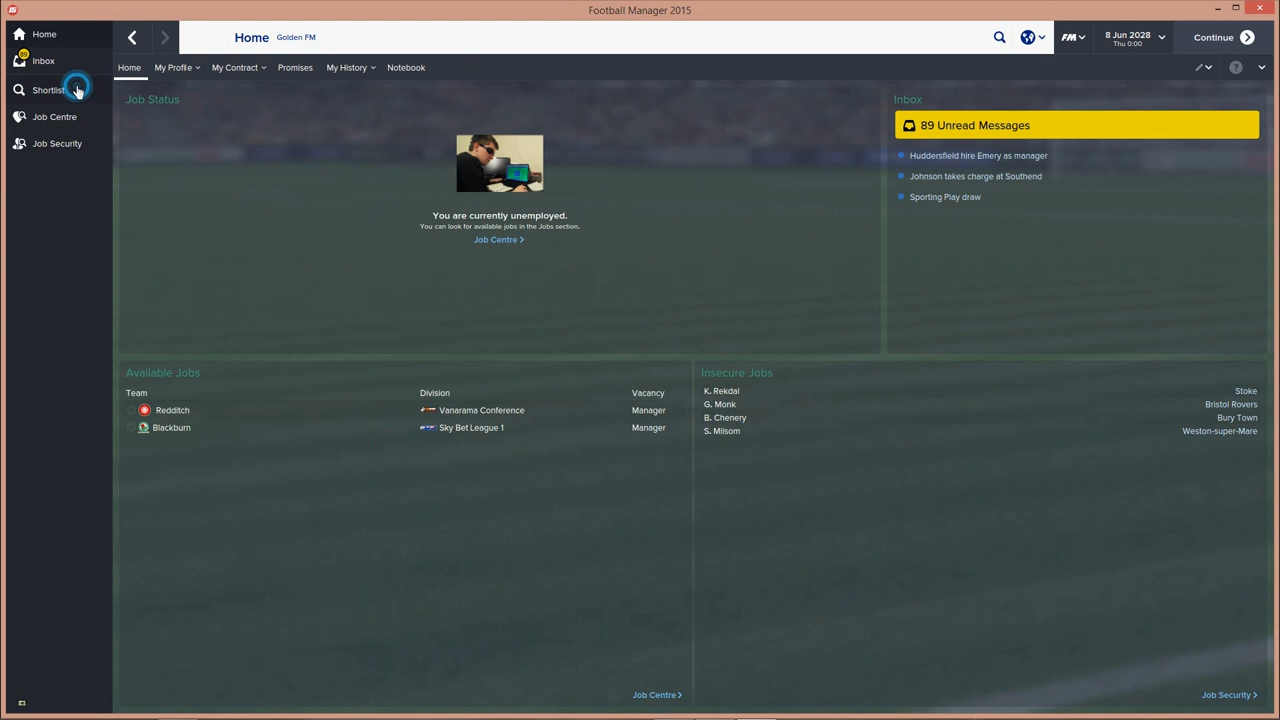 Football Manager 2015
Home
Home Golden FM
FM
8 Jun 2028
Thu 0:00
Continue
89
Inbox
Shortlist
Job Centre
Job Security
Home My Profile My Contract Promises My History Notebook
Job Status
You are currently unemployed.
You can look for available jobs in the Jobs section.
Job Centre >
Inbox
89 Unread Messages
Huddersfield hire Emery as manager
Johnson takes charge at Southend
Sporting Play draw
Available Jobs
Team Division Vacancy
Redditch Vanarama Conference Manager
Blackburn Sky Bet League 1 Manager
Job Centre >
Insecure Jobs
K. Rekdal Stoke
G. Monk Bristol Rovers
B. Chenery Bury Town
S. Milsom Weston-super-Mare
Job Security >